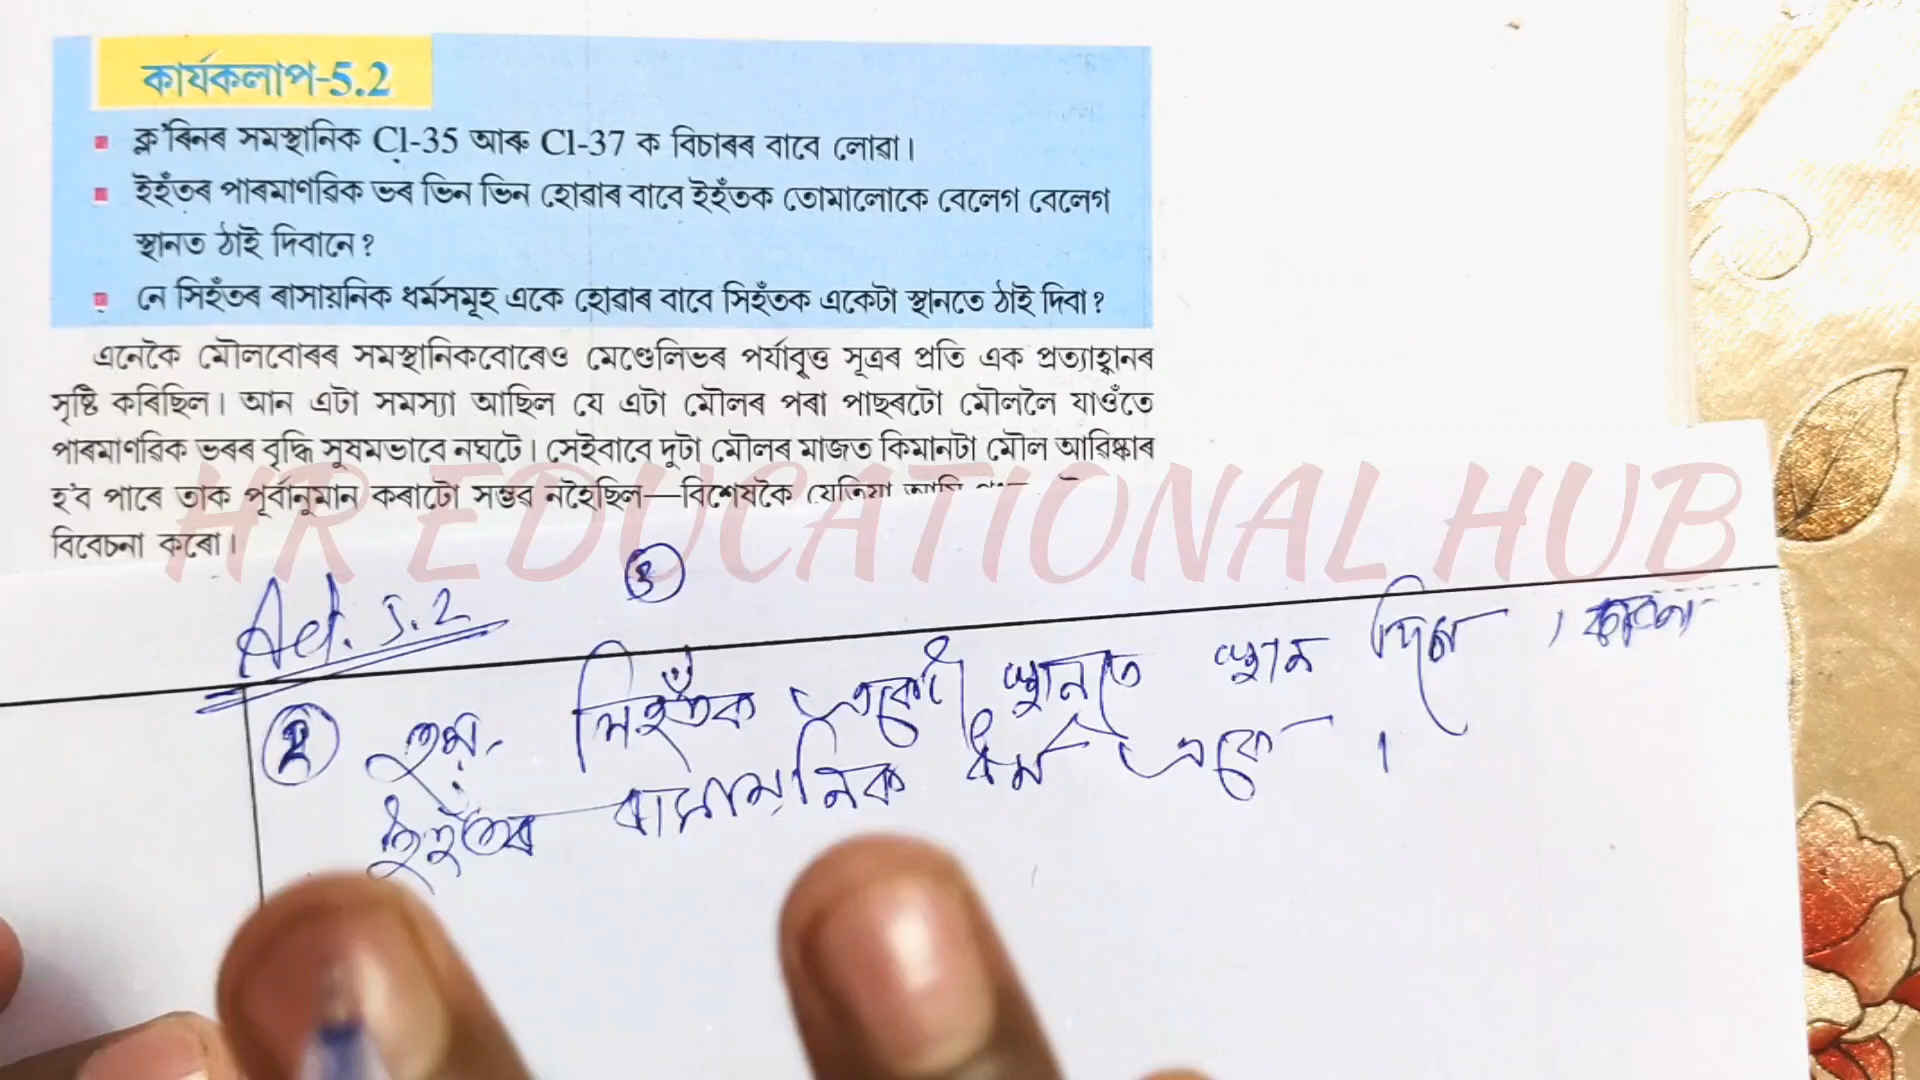 কাৰ্যকলাপ-5.2
ক্ল'ৰিনৰ সমস্থানিক Cl-35 আৰু Cl-37 ক বিচাৰৰ বাবে লোৱা।
ইহঁতৰ পাৰমাণৱিক ভৰ ভিন ভিন হোৱাৰ বাবে ইহঁতক তোমালোকে বেলেগ বেলেগ
স্থানত ঠাই দিবানে?
নে সিহঁতৰ ৰাসায়নিক ধৰ্মসমূহ একে হোৱাৰ বাবে সিহঁতক একেটা স্থানতে ঠাই দিবা?
এনেকৈ মৌলবোৰৰ সমস্থানিকবোৰেও মেণ্ডেলিভৰ পৰ্যাবৃত্ত সূত্ৰৰ প্ৰতি এক প্ৰত্যাহ্বানৰ
সৃষ্টি কৰিছিল। আন এটা সমস্যা আছিল যে এটা মৌলৰ পৰা পাছৰটো মৌললৈ যাওঁতে
পাৰমাণৱিক ভৰৰ বৃদ্ধি সুষমভাবে নঘটে। সেইবাবে দুটা মৌলৰ মাজত কিমানটা মৌল আৱিষ্কাৰ
হ'ব পাৰে তাক পূৰ্বানুমান কৰাটো সম্ভৱ নহৈছিল—বিশেষকৈ যেতিয়া আমি
বিবেচনা কৰো।
HR EDUCATIONAL HUB
Act. 5.2 3
2 সিহঁতক একেটা স্থানতে স্থান দিম
ৰাসায়নিক ধৰ্ম একে ।